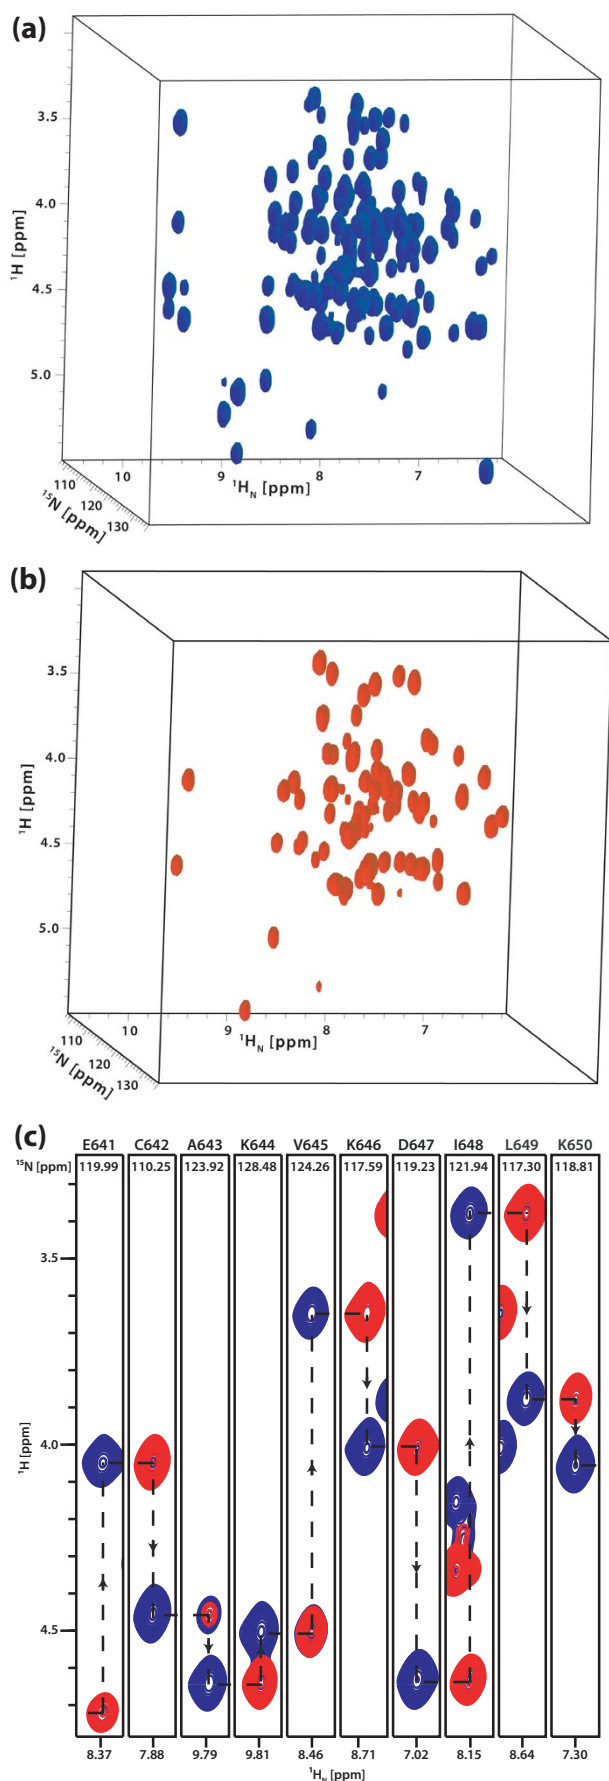 (a)
3.5
4.0
4.5
5.0
¹H [ppm]
110
120
130
¹⁵N [ppm]
10
9
8
7
¹H_N [ppm]
(b)
3.5
4.0
4.5
5.0
¹H [ppm]
110
120
130
¹⁵N [ppm]
10
9
8
7
¹H_N [ppm]
(c)
E641 C642 A643 K644 V645 K646 D647 I648 L649 K650
¹⁵N [ppm] 119.99 110.25 123.92 128.48 124.26 117.59 119.23 121.94 117.30 118.81
3.5
4.0
4.5
¹H [ppm]
8.37 7.88 9.79 9.81 8.46 8.71 7.02 8.15 8.64 7.30
¹H_N [ppm]